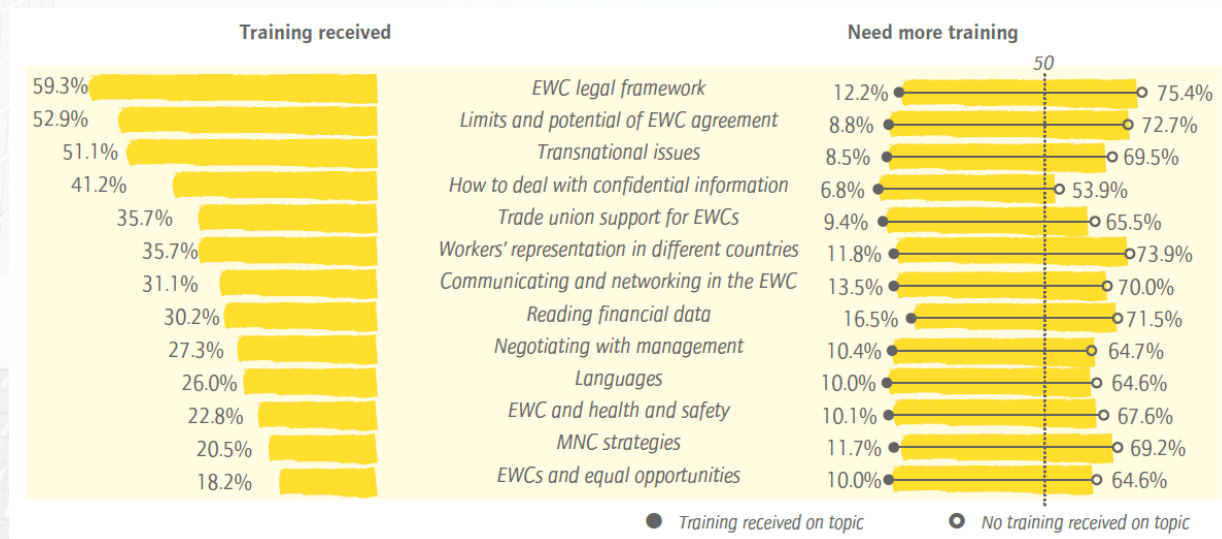 Training received Need more training
50
59.3% EWC legal framework 12.2% 75.4%
52.9% Limits and potential of EWC agreement 8.8% 72.7%
51.1% Transnational issues 8.5% 69.5%
41.2% How to deal with confidential information 6.8% 53.9%
35.7% Trade union support for EWCs 9.4% 65.5%
35.7% Workers' representation in different countries 11.8% 73.9%
31.1% Communicating and networking in the EWC 13.5% 70.0%
30.2% Reading financial data 16.5% 71.5%
27.3% Negotiating with management 10.4% 64.7%
26.0% Languages 10.0% 64.6%
22.8% EWC and health and safety 10.1% 67.6%
20.5% MNC strategies 11.7% 69.2%
18.2% EWCs and equal opportunities 10.0% 64.6%
Training received on topic No training received on topic